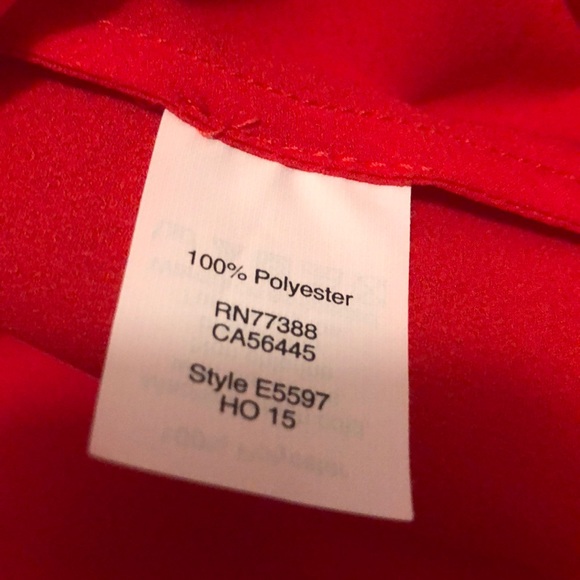 100% Polyester
RN77388
CA56445
Style E5597
HO 15